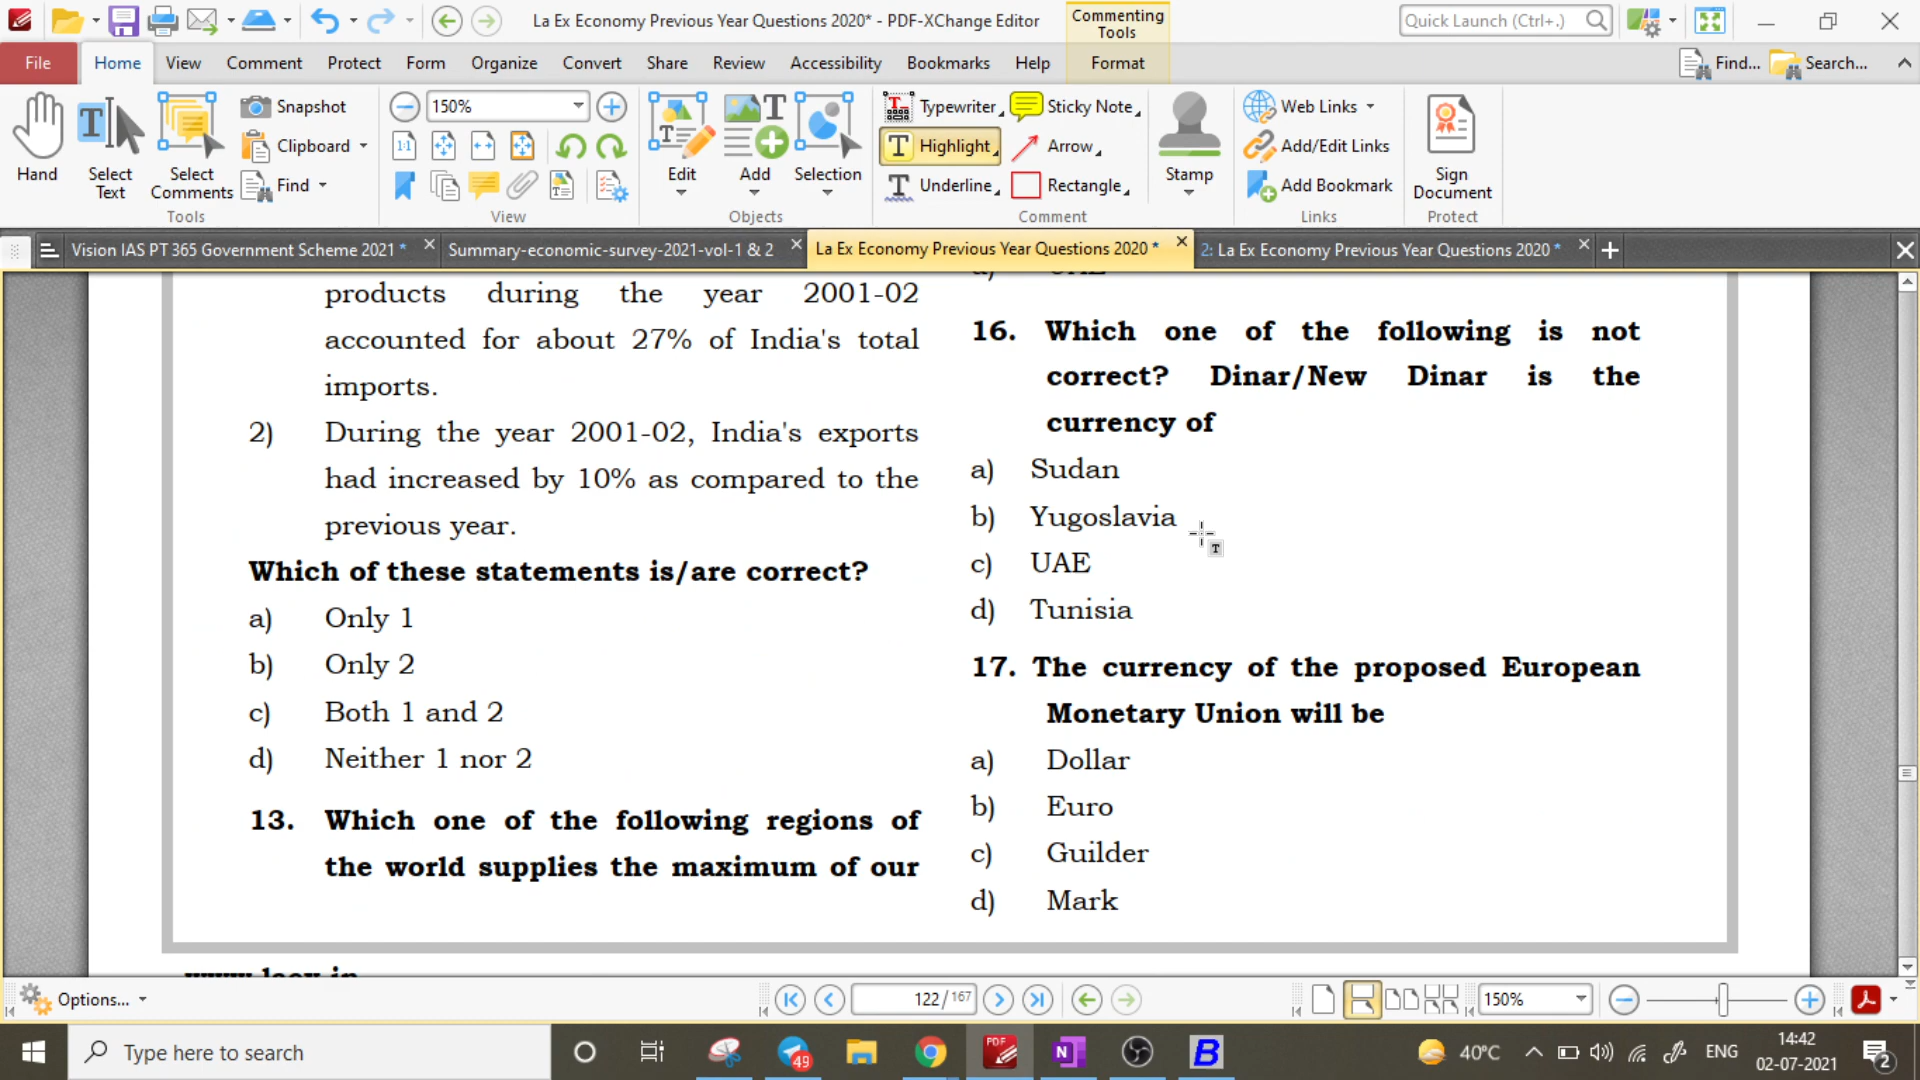 La Ex Economy Previous Year Questions 2020* - PDF-XChange Editor
Commenting Tools
Quick Launch (Ctrl+.)
File
Home
View
Comment
Protect
Form
Organize
Convert
Share
Review
Accessibility
Bookmarks
Help
Format
Find...
Search...
Hand
Select Text
Select Comments
Snapshot
Clipboard
Find
Tools
150%
1:1
View
Edit
Add
Selection
Objects
Typewriter
Highlight
Underline
Sticky Note
Arrow
Rectangle
Stamp
Comment
Web Links
Add/Edit Links
Add Bookmark
Links
Sign Document
Protect
Vision IAS PT 365 Government Scheme 2021 *
Summary-economic-survey-2021-vol-1 & 2
La Ex Economy Previous Year Questions 2020 *
2: La Ex Economy Previous Year Questions 2020 *
products during the year 2001-02
accounted for about 27% of India's total
imports.
2) During the year 2001-02, India's exports
had increased by 10% as compared to the
previous year.
Which of these statements is/are correct?
a) Only 1
b) Only 2
c) Both 1 and 2
d) Neither 1 nor 2
13. Which one of the following regions of
the world supplies the maximum of our
16. Which one of the following is not
correct? Dinar/New Dinar is the
currency of
a) Sudan
b) Yugoslavia
c) UAE
d) Tunisia
17. The currency of the proposed European
Monetary Union will be
a) Dollar
b) Euro
c) Guilder
d) Mark
Options...
122 / 167
150%
Type here to search
49
PDF
N
B
40°C
ENG
14:42
02-07-2021
2